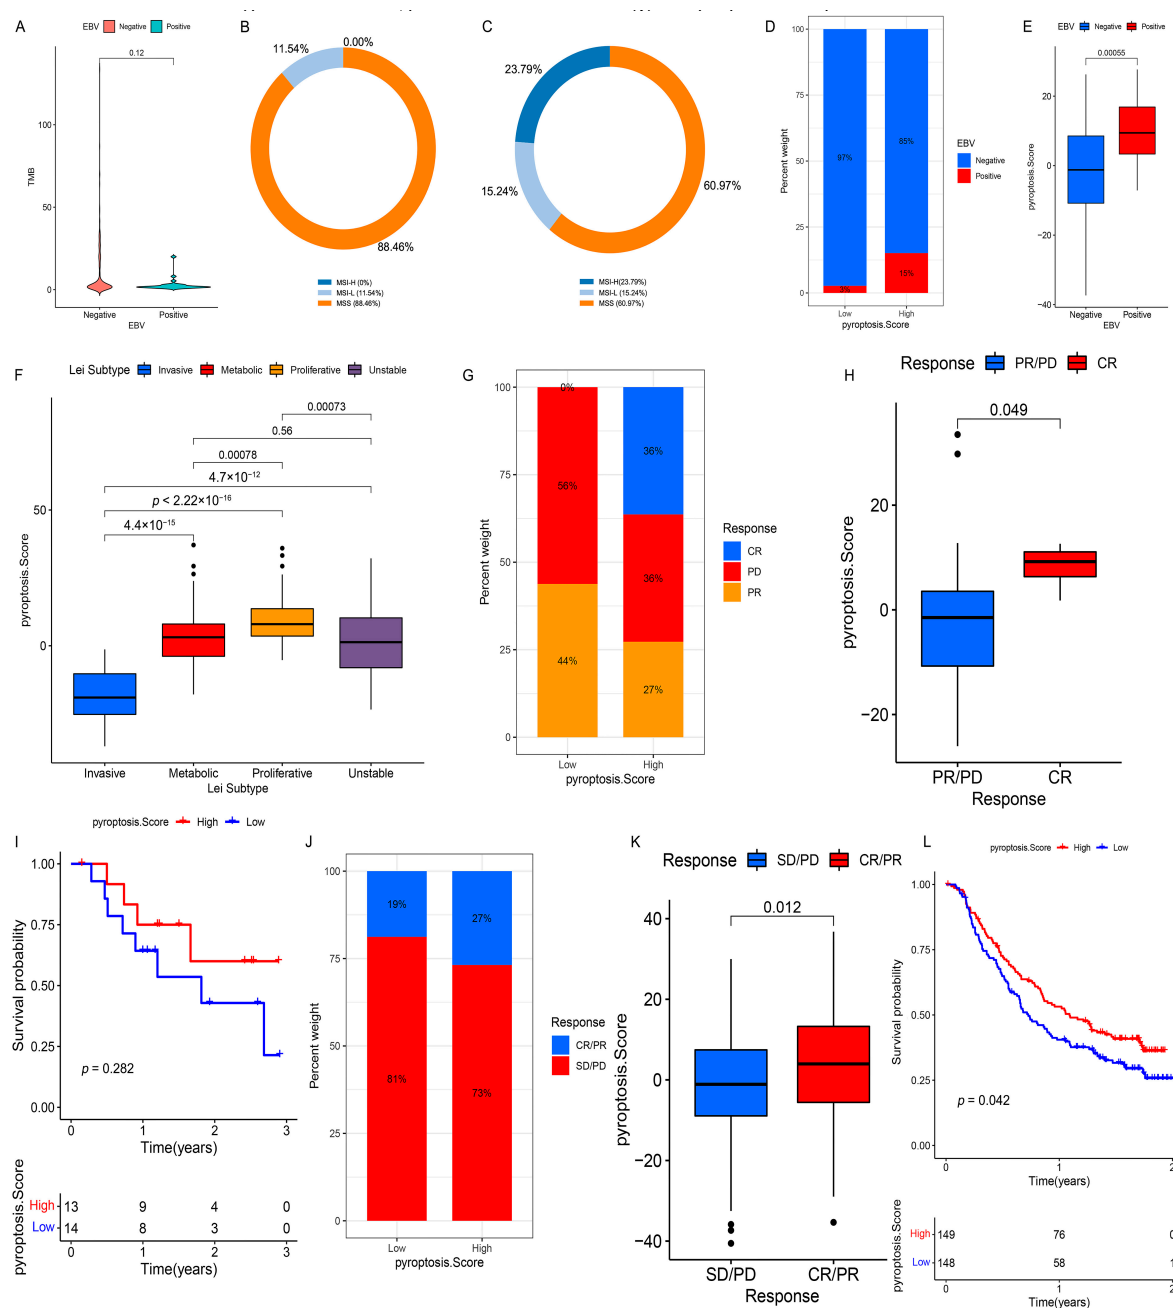 A
EBV Negative Positive
0.12
TMB
100
50
0
Negative Positive
EBV
B
11.54%
0.00%
88.46%
MSI-H (0%)
MSI-L (11.54%)
MSS (88.46%)
C
23.79%
15.24%
60.97%
MSI-H(23.79%)
MSI-L (15.24%)
MSS (60.97%)
D
Percent weight
100
75
50
25
0
97%
3%
85%
15%
Low High
pyroptosis.Score
EBV
Negative
Positive
E
EBV Negative Positive
0.00055
pyroptosis.Score
20
0
−20
−40
Negative Positive
EBV
F
Lei Subtype Invasive Metabolic Proliferative Unstable
0.00073
0.56
0.00078
4.7×10−12
p < 2.22×10−16
4.4×10−15
pyroptosis.Score
50
0
Invasive Metabolic Proliferative Unstable
Lei Subtype
G
Percent weight
100
75
50
25
0
0%
56%
44%
36%
36%
27%
Low High
pyroptosis.Score
Response
CR
PD
PR
H
Response PR/PD CR
0.049
pyroptosis.Score
20
0
−20
PR/PD CR
Response
I
pyroptosis.Score High Low
Survival probability
1.00
0.75
0.50
0.25
0.00
p = 0.282
0 1 2 3
Time(years)
pyroptosis.Score
High 13 9 4 0
Low 14 8 3 0
0 1 2 3
Time(years)
J
Percent weight
100
75
50
25
0
19%
81%
27%
73%
Low High
pyroptosis.Score
Response
CR/PR
SD/PD
K
Response SD/PD CR/PR
0.012
pyroptosis.Score
40
20
0
−20
−40
SD/PD CR/PR
Response
L
pyroptosis.Score High Low
Survival probability
1.00
0.75
0.50
0.25
0.00
p = 0.042
0 1 2
Time(years)
pyroptosis.Score
High 149 76 0
Low 148 58 1
0 1 2
Time(years)